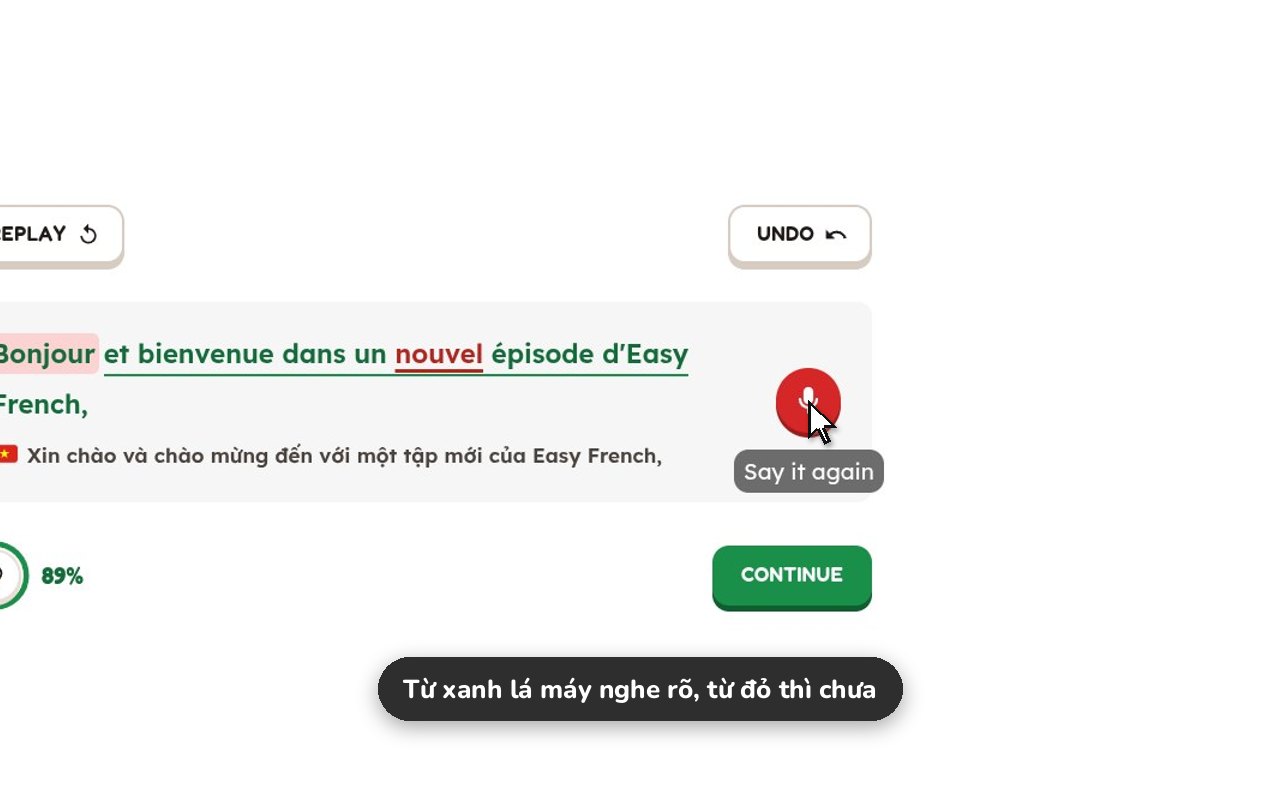 EPLAY
UNDO
Bonjour et bienvenue dans un nouvel épisode d'Easy
French,
Xin chào và chào mừng đến với một tập mới của Easy French,
Say it again
89%
CONTINUE
Từ xanh lá máy nghe rõ, từ đỏ thì chưa